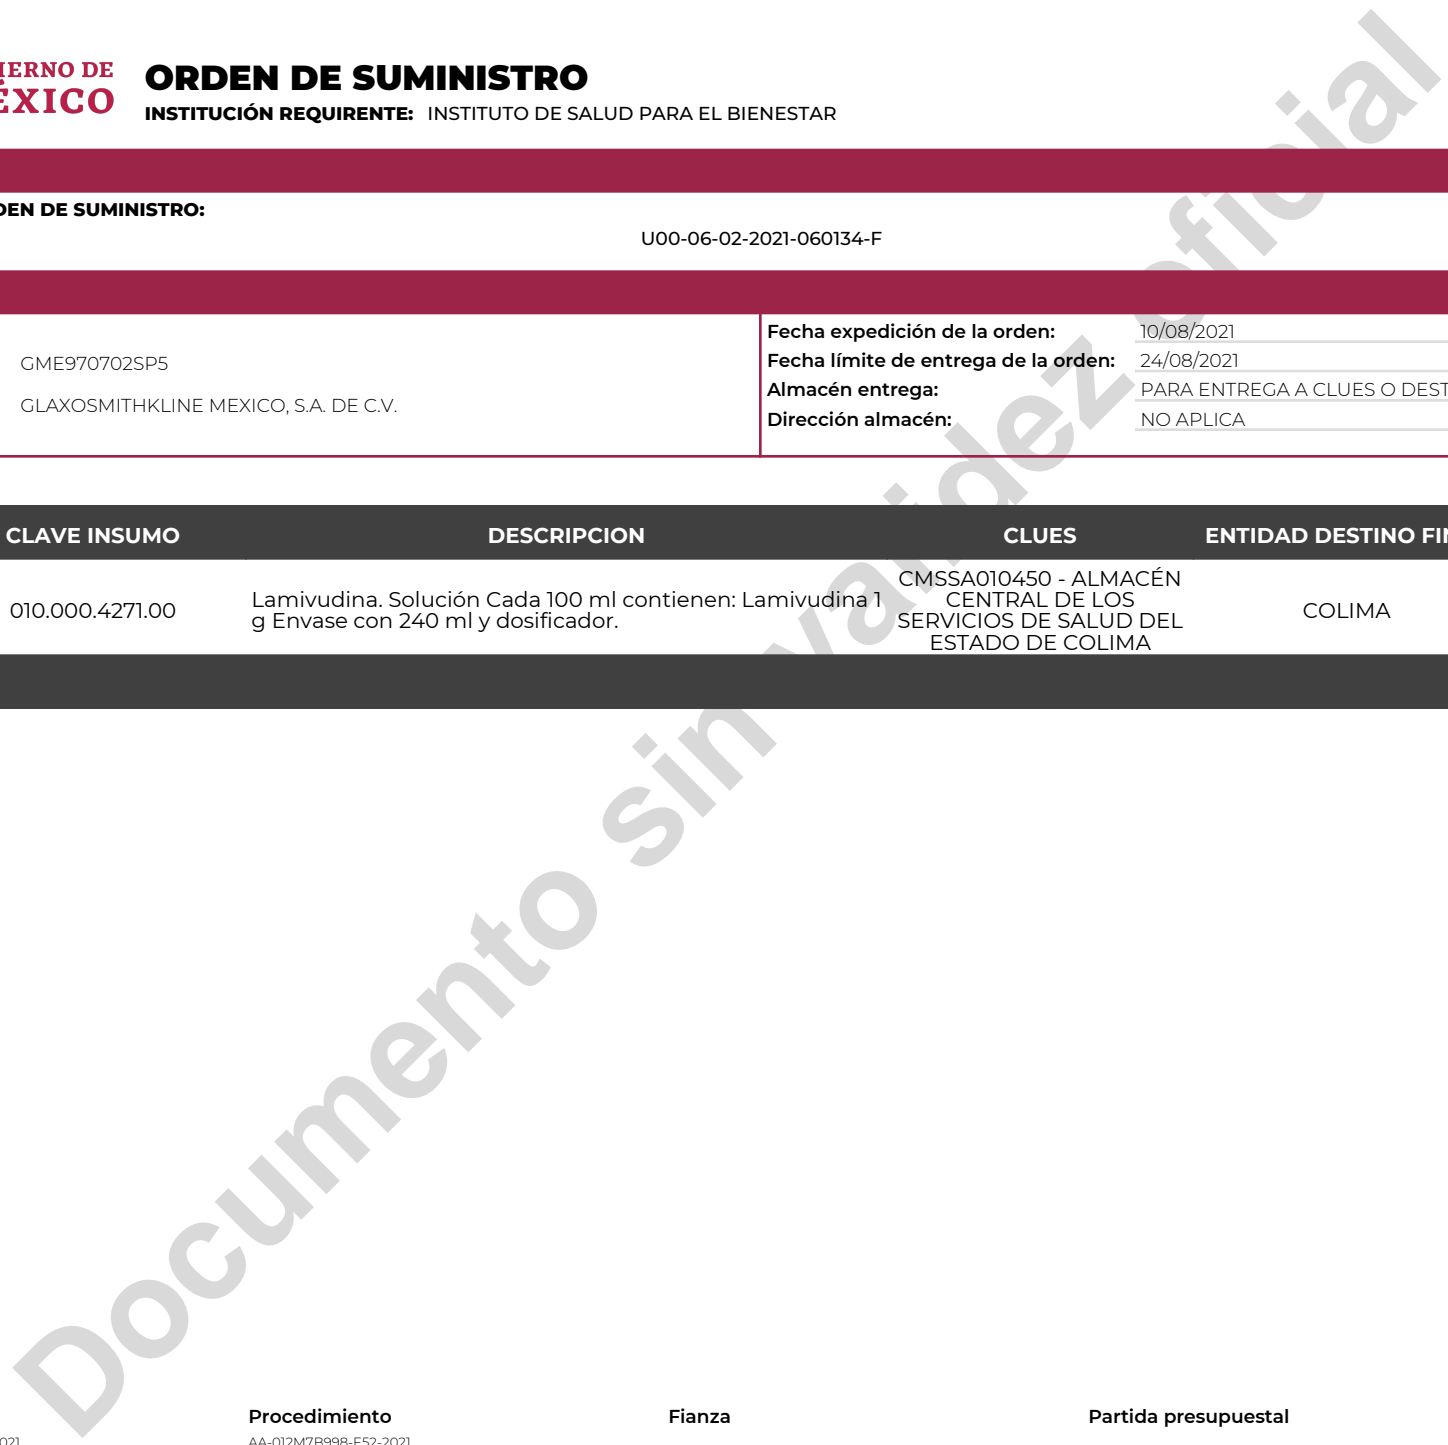 IERNO DE
ÉXICO
ORDEN DE SUMINISTRO
INSTITUCIÓN REQUIRENTE: INSTITUTO DE SALUD PARA EL BIENESTAR
DEN DE SUMINISTRO:
U00-06-02-2021-060134-F
GME970702SP5
GLAXOSMITHKLINE MEXICO, S.A. DE C.V.
Fecha expedición de la orden: 10/08/2021
Fecha límite de entrega de la orden: 24/08/2021
Almacén entrega: PARA ENTREGA A CLUES O DEST
Dirección almacén: NO APLICA
CLAVE INSUMO DESCRIPCION CLUES ENTIDAD DESTINO FIN
010.000.4271.00
Lamivudina. Solución Cada 100 ml contienen: Lamivudina 1
g Envase con 240 ml y dosificador.
CMSSA010450 - ALMACÉN
CENTRAL DE LOS
SERVICIOS DE SALUD DEL
ESTADO DE COLIMA
COLIMA
Documento sin validez oficial
Procedimiento Fianza Partida presupuestal
021 AA-012M7B998-E52-2021